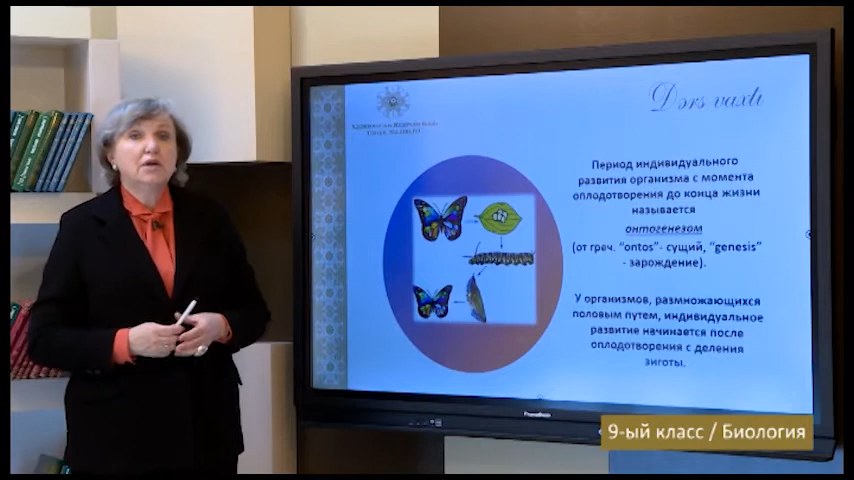 Dərs vaxtı
Период индивидуального
развития организма с момента
оплодотворения до конца жизни
называется
онтогенезом
(от греч. “ontos”- сущий, “genesis”
- зарождение).
У организмов, размножающихся
половым путем, индивидуальное
развитие начинается после
оплодотворения с деления
зиготы.
9-ый класс / Биология